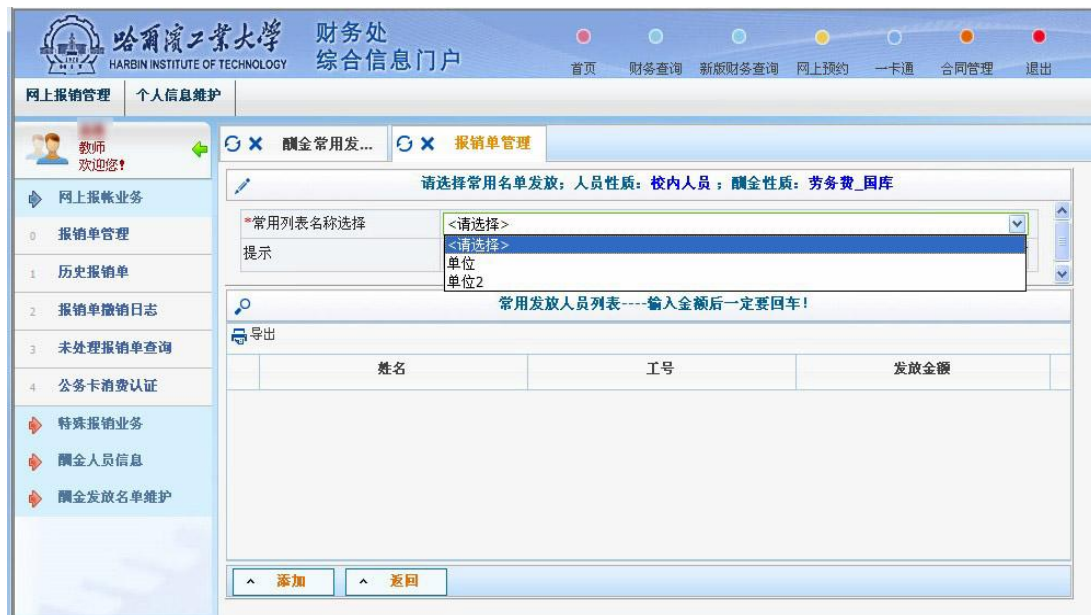 哈爾濱工業大學
HARBIN INSTITUTE OF TECHNOLOGY
财务处
综合信息门户
首页 财务查询 新版财务查询 网上预约 一卡通 合同管理 退出
网上报销管理 个人信息维护
教师
欢迎您!
酬金常用发... 报销单管理
请选择常用名单发放; 人员性质: 校内人员 ; 酬金性质: 劳务费_国库
网上报帐业务
0 报销单管理
1 历史报销单
2 报销单撤销日志
3 未处理报销单查询
4 公务卡消费认证
特殊报销业务
酬金人员信息
酬金发放名单维护
*常用列表名称选择 <请选择>
提示
<请选择>
单位
单位2
常用发放人员列表----输入金额后一定要回车!
导出
姓名 工号 发放金额
添加 返回